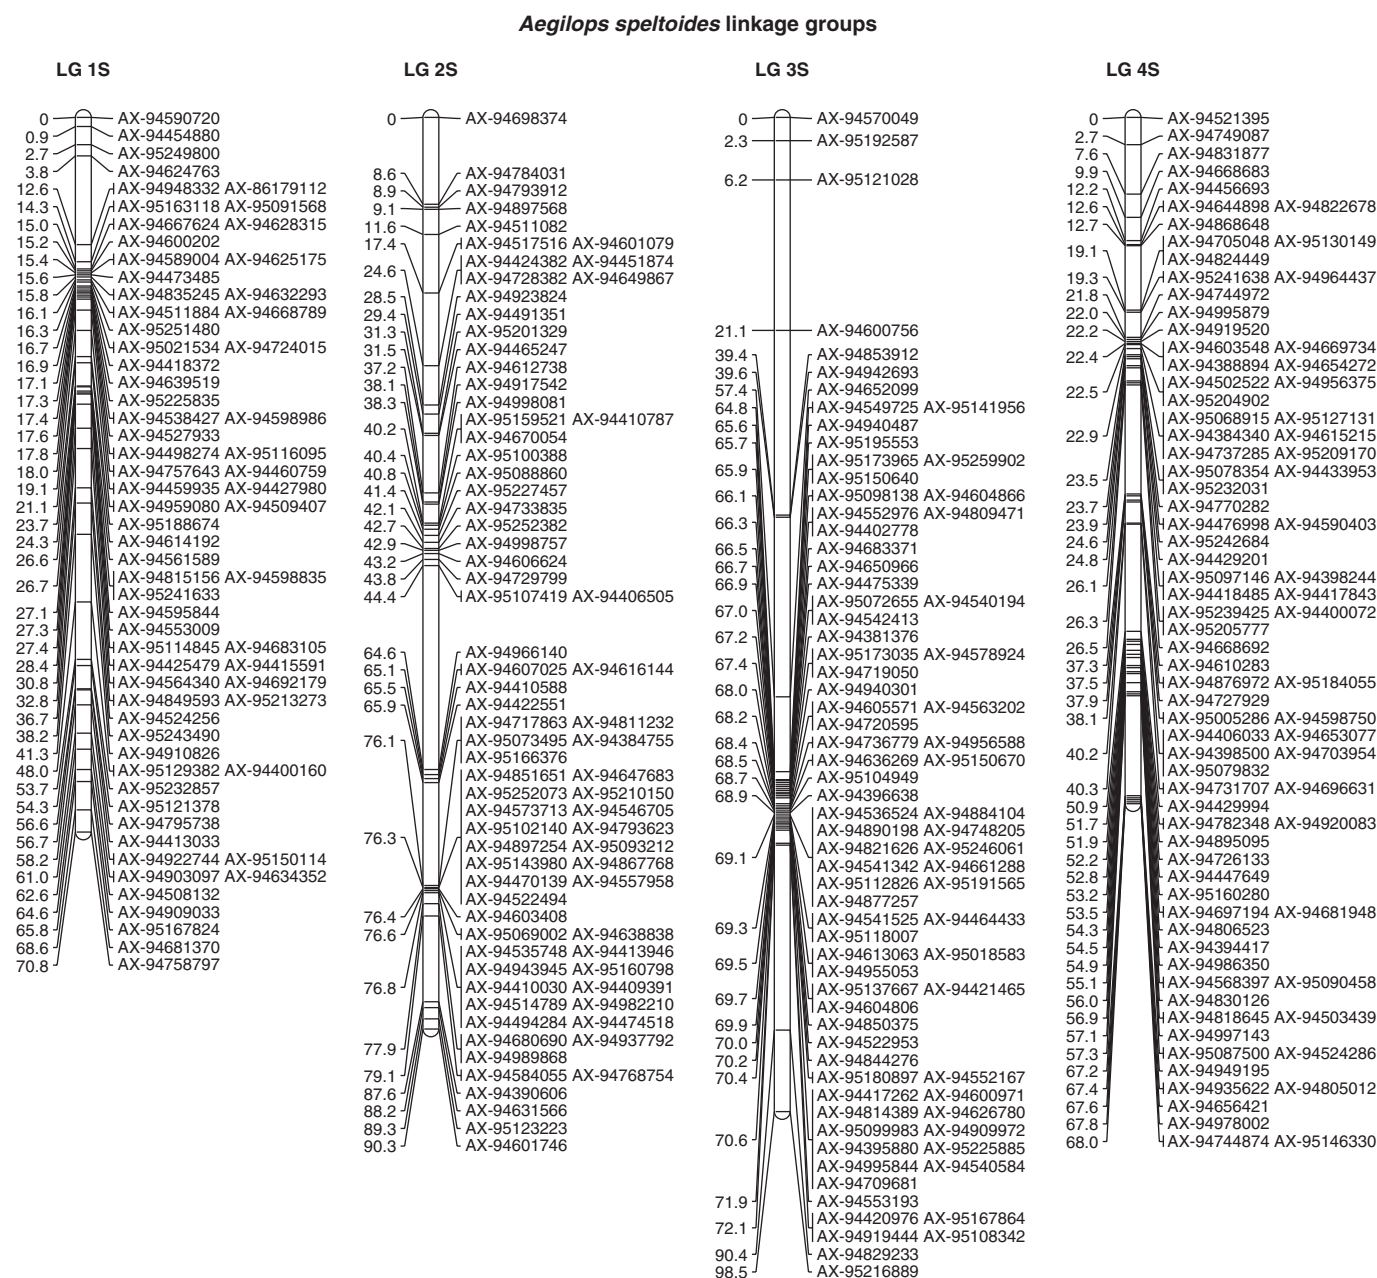 Aegilops speltoides linkage groups
LG 1S
0 AX-94590720
0.9 AX-94454880
2.7 AX-95249800
3.8 AX-94624763
12.6 AX-94948332 AX-86179112
14.3 AX-95163118 AX-95091568
15.0 AX-94667624 AX-94628315
15.2 AX-94600202
15.4 AX-94589004 AX-94625175
15.6 AX-94473485
15.8 AX-94835245 AX-94632293
16.1 AX-94511884 AX-94668789
16.3 AX-95251480
16.7 AX-95021534 AX-94724015
16.9 AX-94418372
17.1 AX-94639519
17.3 AX-95225835
17.4 AX-94538427 AX-94598986
17.6 AX-94527933
17.8 AX-94498274 AX-95116095
18.0 AX-94757643 AX-94460759
19.1 AX-94459935 AX-94427980
21.1 AX-94959080 AX-94509407
23.7 AX-95188674
24.3 AX-94614192
26.6 AX-94561589
AX-94815156 AX-94598835
26.7 AX-95241633
27.1 AX-94595844
27.3 AX-94553009
27.4 AX-95114845 AX-94683105
28.4 AX-94425479 AX-94415591
30.8 AX-94564340 AX-94692179
32.8 AX-94849593 AX-95213273
36.7 AX-94524256
38.2 AX-95243490
41.3 AX-94910826
48.0 AX-95129382 AX-94400160
53.7 AX-95232857
54.3 AX-95121378
56.6 AX-94795738
56.7 AX-94413033
58.2 AX-94922744 AX-95150114
61.0 AX-94903097 AX-94634352
62.6 AX-94508132
64.6 AX-94909033
65.8 AX-95167824
68.6 AX-94681370
70.8 AX-94758797
LG 2S
0 AX-94698374
8.6 AX-94784031
8.9 AX-94793912
9.1 AX-94897568
11.6 AX-94511082
17.4 AX-94517516 AX-94601079
AX-94424382 AX-94451874
24.6 AX-94728382 AX-94649867
28.5 AX-94923824
29.4 AX-94491351
31.3 AX-95201329
31.5 AX-94465247
37.2 AX-94612738
38.1 AX-94917542
38.3 AX-94998081
AX-95159521 AX-94410787
40.2 AX-94670054
40.4 AX-95100388
40.8 AX-95088860
41.4 AX-95227457
42.1 AX-94733835
42.7 AX-95252382
42.9 AX-94998757
43.2 AX-94606624
43.8 AX-94729799
44.4 AX-95107419 AX-94406505
64.6 AX-94966140
65.1 AX-94607025 AX-94616144
65.5 AX-94410588
65.9 AX-94422551
AX-94717863 AX-94811232
76.1 AX-95073495 AX-94384755
AX-95166376
AX-94851651 AX-94647683
AX-95252073 AX-95210150
AX-94573713 AX-94546705
AX-95102140 AX-94793623
76.3 AX-94897254 AX-95093212
AX-95143980 AX-94867768
AX-94470139 AX-94557958
AX-94522494
76.4 AX-94603408
76.6 AX-95069002 AX-94638838
AX-94535748 AX-94413946
AX-94943945 AX-95160798
76.8 AX-94410030 AX-94409391
AX-94514789 AX-94982210
AX-94494284 AX-94474518
77.9 AX-94680690 AX-94937792
AX-94989868
79.1 AX-94584055 AX-94768754
87.6 AX-94390606
88.2 AX-94631566
89.3 AX-95123223
90.3 AX-94601746
LG 3S
0 AX-94570049
2.3 AX-95192587
6.2 AX-95121028
21.1 AX-94600756
39.4 AX-94853912
39.6 AX-94942693
57.4 AX-94652099
64.8 AX-94549725 AX-95141956
65.6 AX-94940487
65.7 AX-95195553
AX-95173965 AX-95259902
65.9 AX-95150640
66.1 AX-95098138 AX-94604866
AX-94552976 AX-94809471
66.3 AX-94402778
66.5 AX-94683371
66.7 AX-94650966
66.9 AX-94475339
AX-95072655 AX-94540194
67.0 AX-94542413
67.2 AX-94381376
AX-95173035 AX-94578924
67.4 AX-94719050
68.0 AX-94940301
AX-94605571 AX-94563202
68.2 AX-94720595
68.4 AX-94736779 AX-94956588
68.5 AX-94636269 AX-95150670
68.7 AX-95104949
68.9 AX-94396638
AX-94536524 AX-94884104
AX-94890198 AX-94748205
AX-94821626 AX-95246061
69.1 AX-94541342 AX-94661288
AX-95112826 AX-95191565
AX-94877257
69.3 AX-94541525 AX-94464433
AX-95118007
69.5 AX-94613063 AX-95018583
AX-94955053
69.7 AX-95137667 AX-94421465
AX-94604806
69.9 AX-94850375
70.0 AX-94522953
70.2 AX-94844276
70.4 AX-95180897 AX-94552167
AX-94417262 AX-94600971
AX-94814389 AX-94626780
AX-95099983 AX-94909972
70.6 AX-94395880 AX-95225885
AX-94995844 AX-94540584
AX-94709681
71.9 AX-94553193
AX-94420976 AX-95167864
72.1 AX-94919444 AX-95108342
90.4 AX-94829233
98.5 AX-95216889
LG 4S
0 AX-94521395
2.7 AX-94749087
7.6 AX-94831877
9.9 AX-94668683
12.2 AX-94456693
12.6 AX-94644898 AX-94822678
12.7 AX-94868648
AX-94705048 AX-95130149
19.1 AX-94824449
19.3 AX-95241638 AX-94964437
21.8 AX-94744972
22.0 AX-94995879
22.2 AX-94919520
AX-94603548 AX-94669734
22.4 AX-94388894 AX-94654272
AX-94502522 AX-94956375
22.5 AX-95204902
AX-95068915 AX-95127131
22.9 AX-94384340 AX-94615215
AX-94737285 AX-95209170
23.5 AX-95078354 AX-94433953
AX-95232031
23.7 AX-94770282
23.9 AX-94476998 AX-94590403
24.6 AX-95242684
24.8 AX-94429201
AX-95097146 AX-94398244
26.1 AX-94418485 AX-94417843
AX-95239425 AX-94400072
26.3 AX-95205777
26.5 AX-94668692
37.3 AX-94610283
37.5 AX-94876972 AX-95184055
37.9 AX-94727929
38.1 AX-95005286 AX-94598750
AX-94406033 AX-94653077
40.2 AX-94398500 AX-94703954
AX-95079832
40.3 AX-94731707 AX-94696631
50.9 AX-94429994
51.7 AX-94782348 AX-94920083
51.9 AX-94895095
52.2 AX-94726133
52.8 AX-94447649
53.2 AX-95160280
53.5 AX-94697194 AX-94681948
54.3 AX-94806523
54.5 AX-94394417
54.9 AX-94986350
55.1 AX-94568397 AX-95090458
56.0 AX-94830126
56.9 AX-94818645 AX-94503439
57.1 AX-94997143
57.3 AX-95087500 AX-94524286
67.2 AX-94949195
67.4 AX-94935622 AX-94805012
67.6 AX-94656421
67.8 AX-94978002
68.0 AX-94744874 AX-95146330